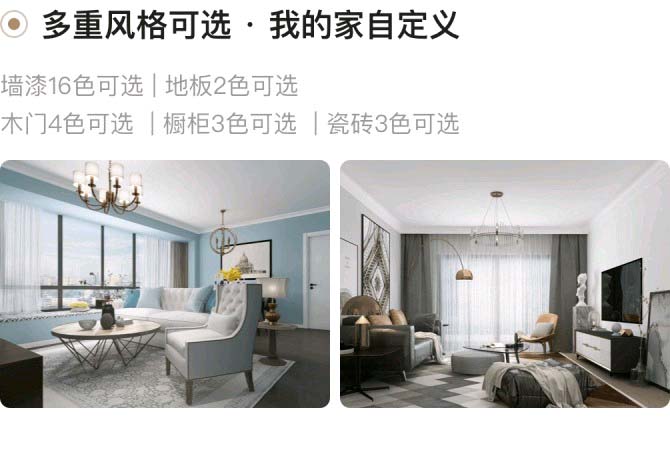 多重风格可选 · 我的家自定义
墙漆16色可选 | 地板2色可选
木门4色可选 | 橱柜3色可选 | 瓷砖3色可选